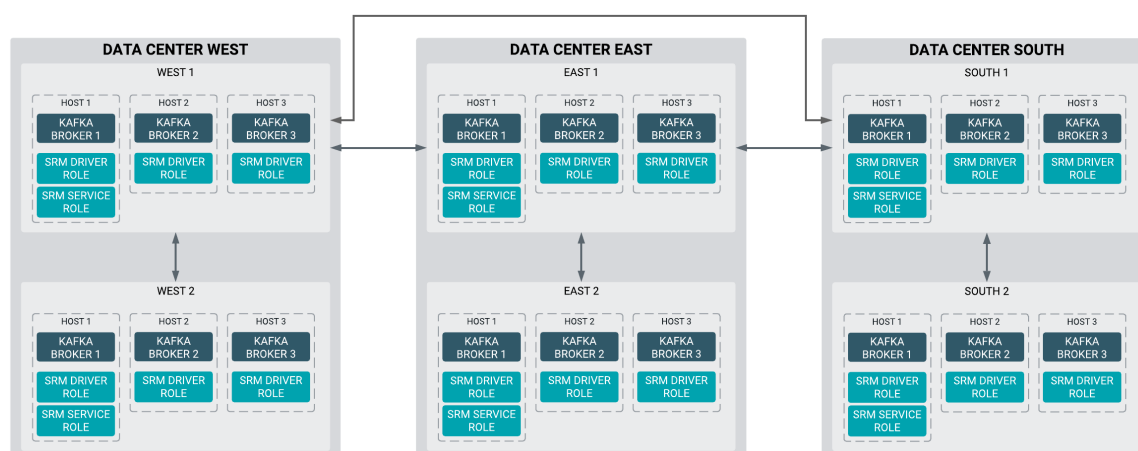 DATA CENTER WEST
WEST 1
HOST 1
KAFKA
BROKER 1
SRM DRIVER
ROLE
SRM SERVICE
ROLE
HOST 2
KAFKA
BROKER 2
SRM DRIVER
ROLE
HOST 3
KAFKA
BROKER 3
SRM DRIVER
ROLE
WEST 2
HOST 1
KAFKA
BROKER 1
SRM DRIVER
ROLE
SRM SERVICE
ROLE
HOST 2
KAFKA
BROKER 2
SRM DRIVER
ROLE
HOST 3
KAFKA
BROKER 3
SRM DRIVER
ROLE
DATA CENTER EAST
EAST 1
HOST 1
KAFKA
BROKER 1
SRM DRIVER
ROLE
SRM SERVICE
ROLE
HOST 2
KAFKA
BROKER 2
SRM DRIVER
ROLE
HOST 3
KAFKA
BROKER 3
SRM DRIVER
ROLE
EAST 2
HOST 1
KAFKA
BROKER 1
SRM DRIVER
ROLE
SRM SERVICE
ROLE
HOST 2
KAFKA
BROKER 2
SRM DRIVER
ROLE
HOST 3
KAFKA
BROKER 3
SRM DRIVER
ROLE
DATA CENTER SOUTH
SOUTH 1
HOST 1
KAFKA
BROKER 1
SRM DRIVER
ROLE
SRM SERVICE
ROLE
HOST 2
KAFKA
BROKER 2
SRM DRIVER
ROLE
HOST 3
KAFKA
BROKER 3
SRM DRIVER
ROLE
SOUTH 2
HOST 1
KAFKA
BROKER 1
SRM DRIVER
ROLE
SRM SERVICE
ROLE
HOST 2
KAFKA
BROKER 2
SRM DRIVER
ROLE
HOST 3
KAFKA
BROKER 3
SRM DRIVER
ROLE